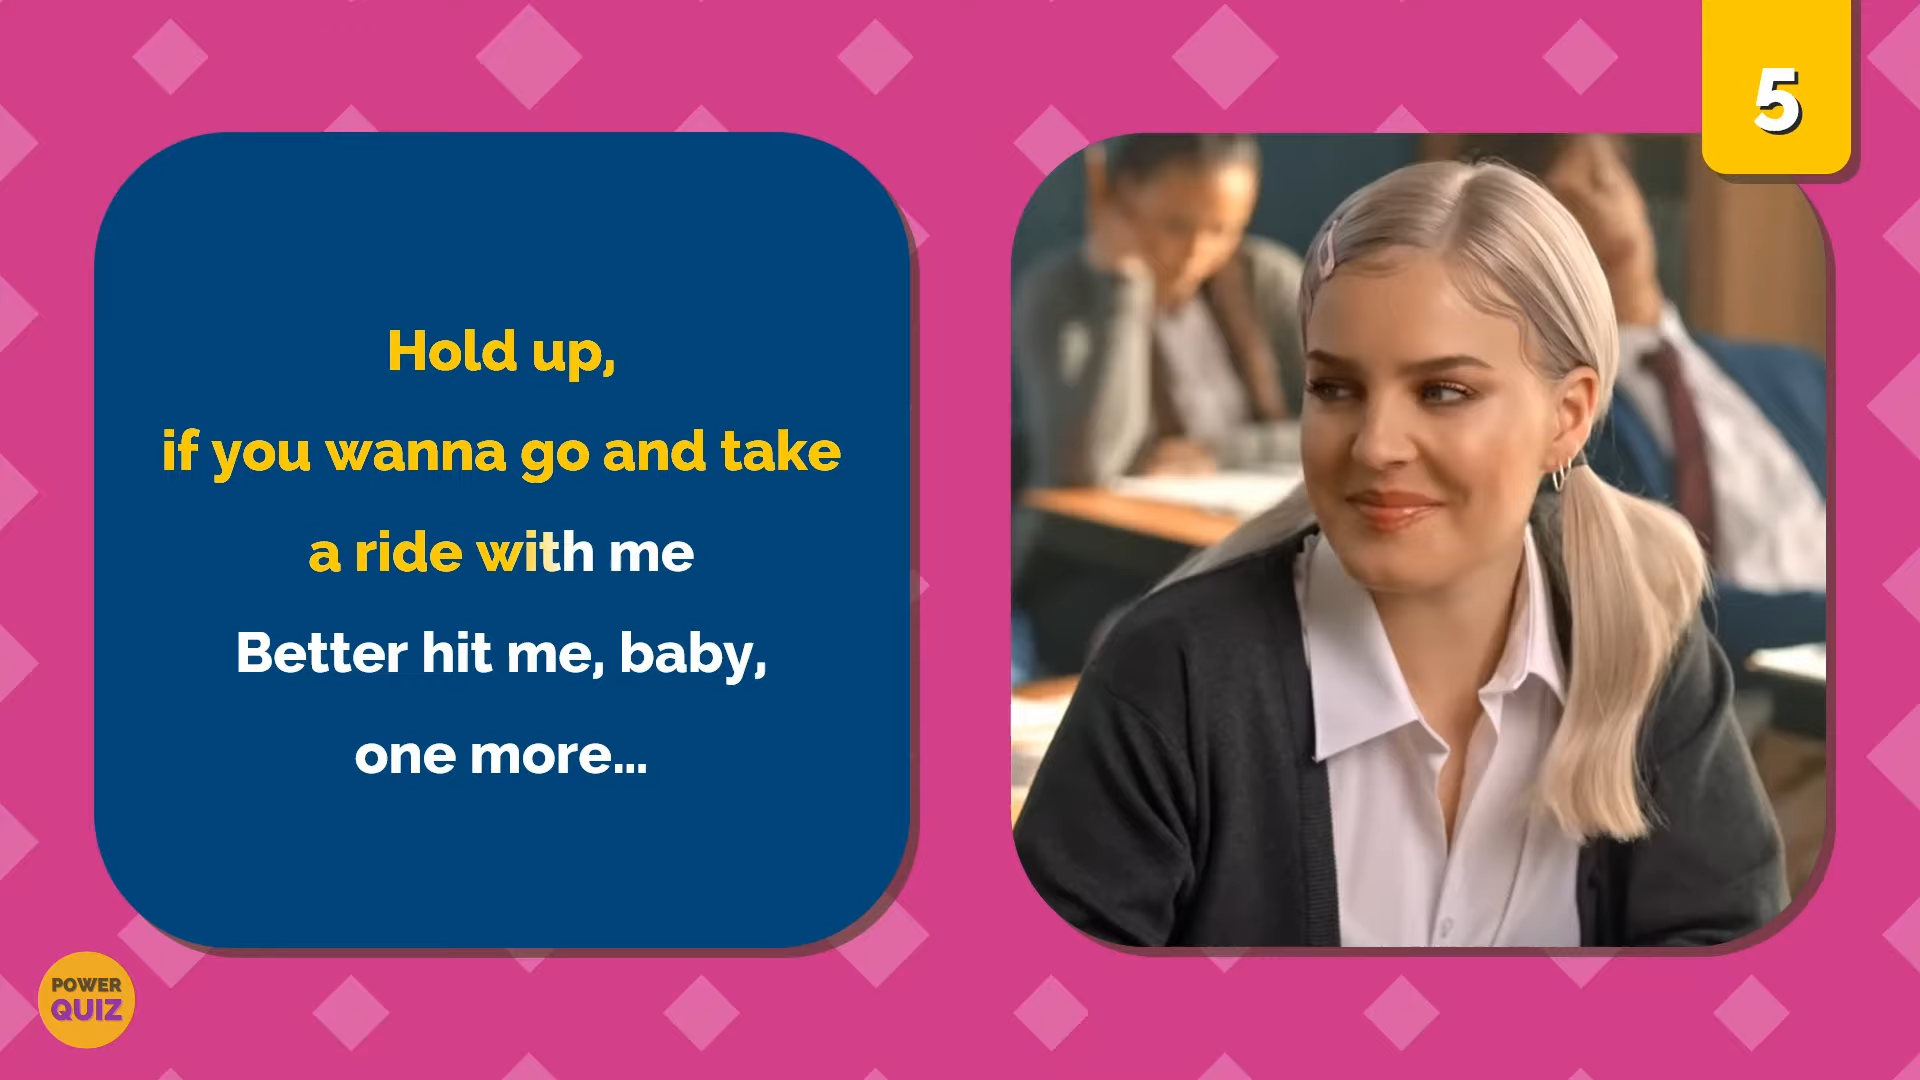 5
Hold up,
if you wanna go and take
a ride with me
Better hit me, baby,
one more...
POWER
QUIZ